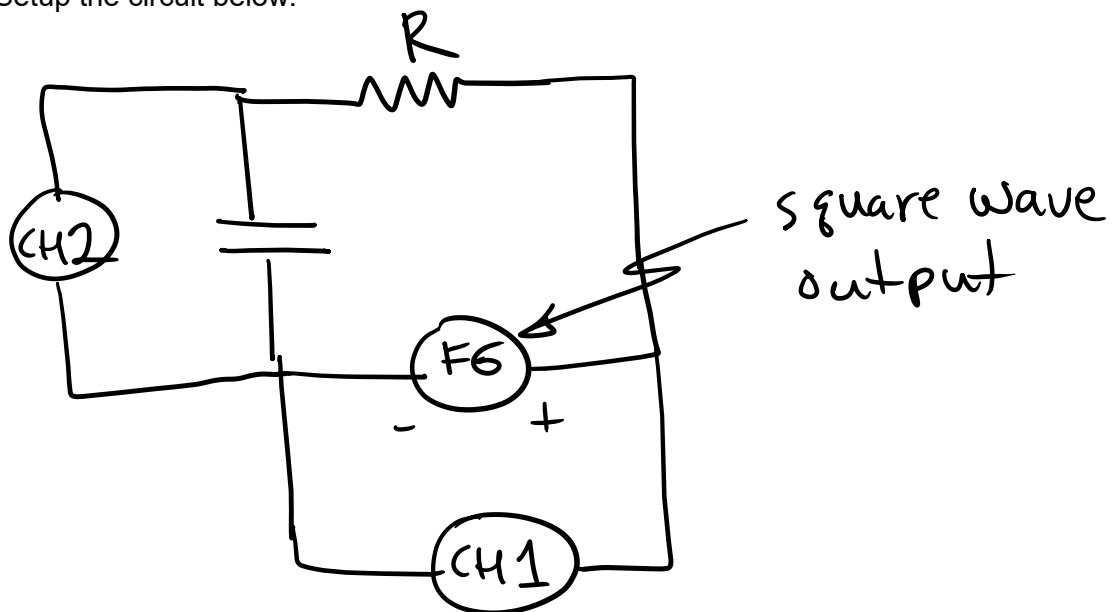 Setup the circuit below.
R
CH2
square wave
output
FG
-
+
CH1